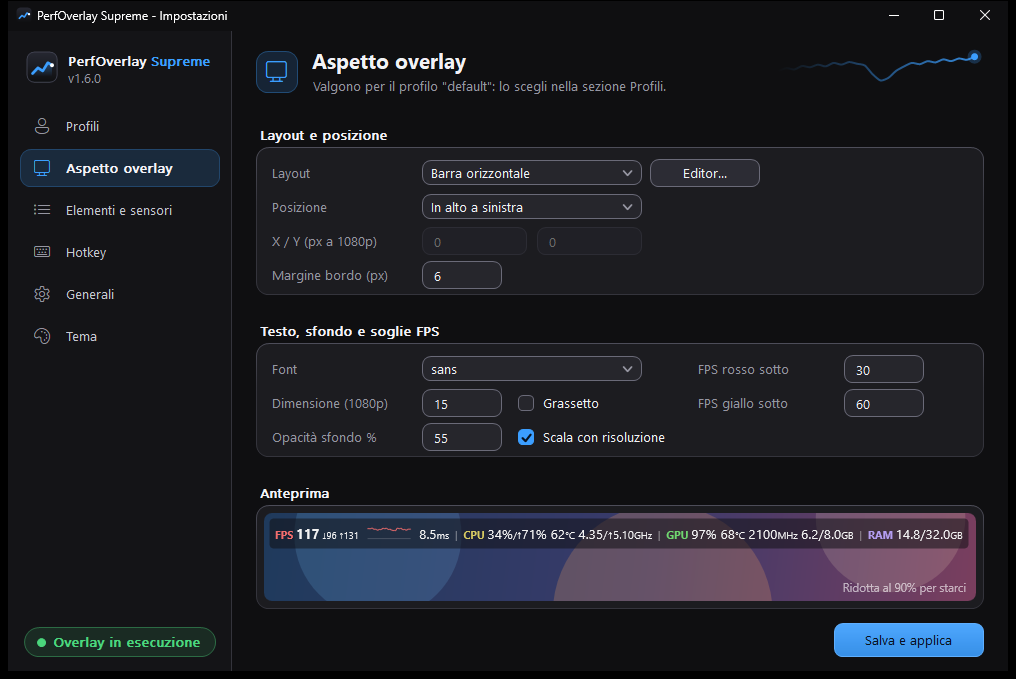 PerfOverlay Supreme - Impostazioni
PerfOverlay Supreme
v1.6.0
Profili
Aspetto overlay
Elementi e sensori
Hotkey
Generali
Tema
Overlay in esecuzione
Aspetto overlay
Valgono per il profilo "default": lo scegli nella sezione Profili.
Layout e posizione
Layout Barra orizzontale Editor...
Posizione In alto a sinistra
X / Y (px a 1080p) 0 0
Margine bordo (px) 6
Testo, sfondo e soglie FPS
Font sans FPS rosso sotto 30
Dimensione (1080p) 15 Grassetto FPS giallo sotto 60
Opacità sfondo % 55 Scala con risoluzione
Anteprima
FPS 117 ↓96 ↑131 8.5ms | CPU 34%/↑71% 62°C 4.35/↑5.10GHz | GPU 97% 68°C 2100MHz 6.2/8.0GB | RAM 14.8/32.0GB
Ridotta al 90% per starci
Salva e applica